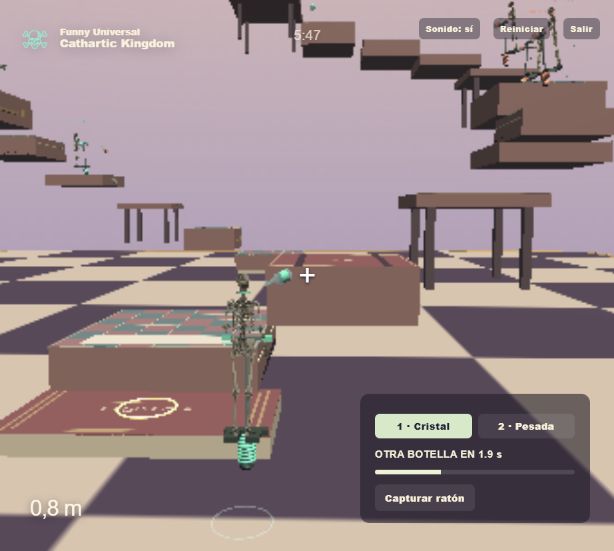 Funny Universal
Cathartic Kingdom
5:47
Sonido: sí
Reiniciar
Salir
1 · Cristal
2 · Pesada
OTRA BOTELLA EN 1.9 s
Capturar ratón
0,8 m